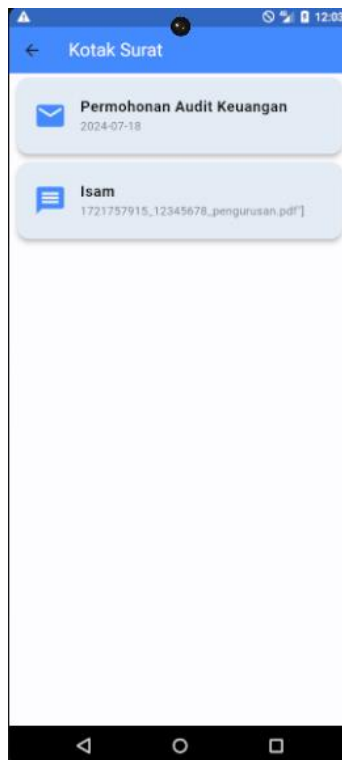 12:03
Kotak Surat
Permohonan Audit Keuangan
2024-07-18
Isam
1721757915_12345678_pengurusan.pdf"]